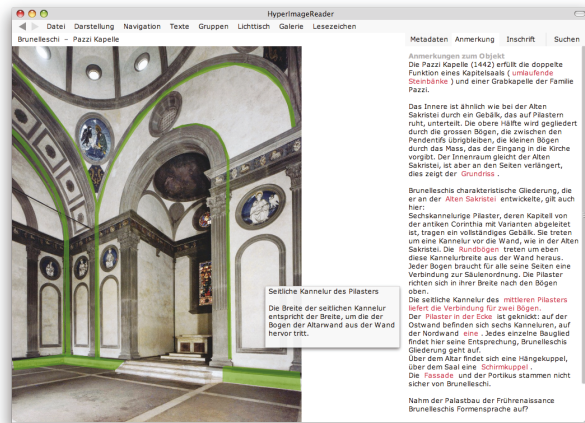 HyperImageReader
Datei Darstellung Navigation Texte Gruppen Lichttisch Galerie Lesezeichen
Brunelleschi - Pazzi Kapelle
Metadaten Anmerkung Inschrift Suchen
Anmerkungen zum Objekt
Die Pazzi Kapelle (1442) erfüllt die doppelte
Funktion eines Kapitelsaals ( umlaufende
Steinbänke ) und einer Grabkapelle der Familie
Pazzi.
Das Innere ist ähnlich wie bei der Alten
Sakristei durch ein Gebälk, das auf Pilastern
ruht, unterteilt. Die obere Hälfte wird gegliedert
durch die grossen Bögen, die zwischen den
Pendentifs übrigbleiben, die kleinen Bögen
durch das Mass, das der Eingang in die Kirche
vorgibt. Der Innenraum gleicht der Alten
Sakristei, ist aber an den Seiten verlängert,
dies zeigt der Grundriss .
Brunelleschis charakteristische Gliederung, die
er an der Alten Sakristei entwickelte, gilt auch
hier:
Sechskannelurige Pilaster, deren Kapitell von
der antiken Corinthia mit Varianten abgeleitet
ist, tragen ein vollständiges Gebälk. Sie treten
um eine Kannelur vor die Wand, wie in der Alten
Sakristei. Die Rundbögen treten um eben
diese Kannelurbreite aus der Wand heraus.
Jeder Bogen braucht für alle seine Seiten eine
Verbindung zur Säulenordnung. Die Pilaster
richten sich in ihrer Breite nach den Bögen
oben.
Die seitliche Kannelur des mittleren Pilasters
liefert die Verbindung für zwei Bögen.
Der Pilaster in der Ecke ist geknickt: auf der
Ostwand befinden sich sechs Kanneluren, auf
der Nordwand eine . Jedes einzelne Bauglied
findet hier seine Entsprechung, Brunelleschis
Gliederung geht auf.
Über dem Altar findet sich eine Hängekuppel,
über dem Saal eine Schirmkuppel .
Die Fassade und der Portikus stammen nicht
sicher von Brunelleschi.
Nahm der Palastbau der Frührenaissance
Brunelleschis Formensprache auf?
Seitliche Kannelur des Pilasters
Die Breite der seitlichen Kannelur
entspricht der Breite, um die der
Bogen der Altarwand aus der Wand
hervor tritt.